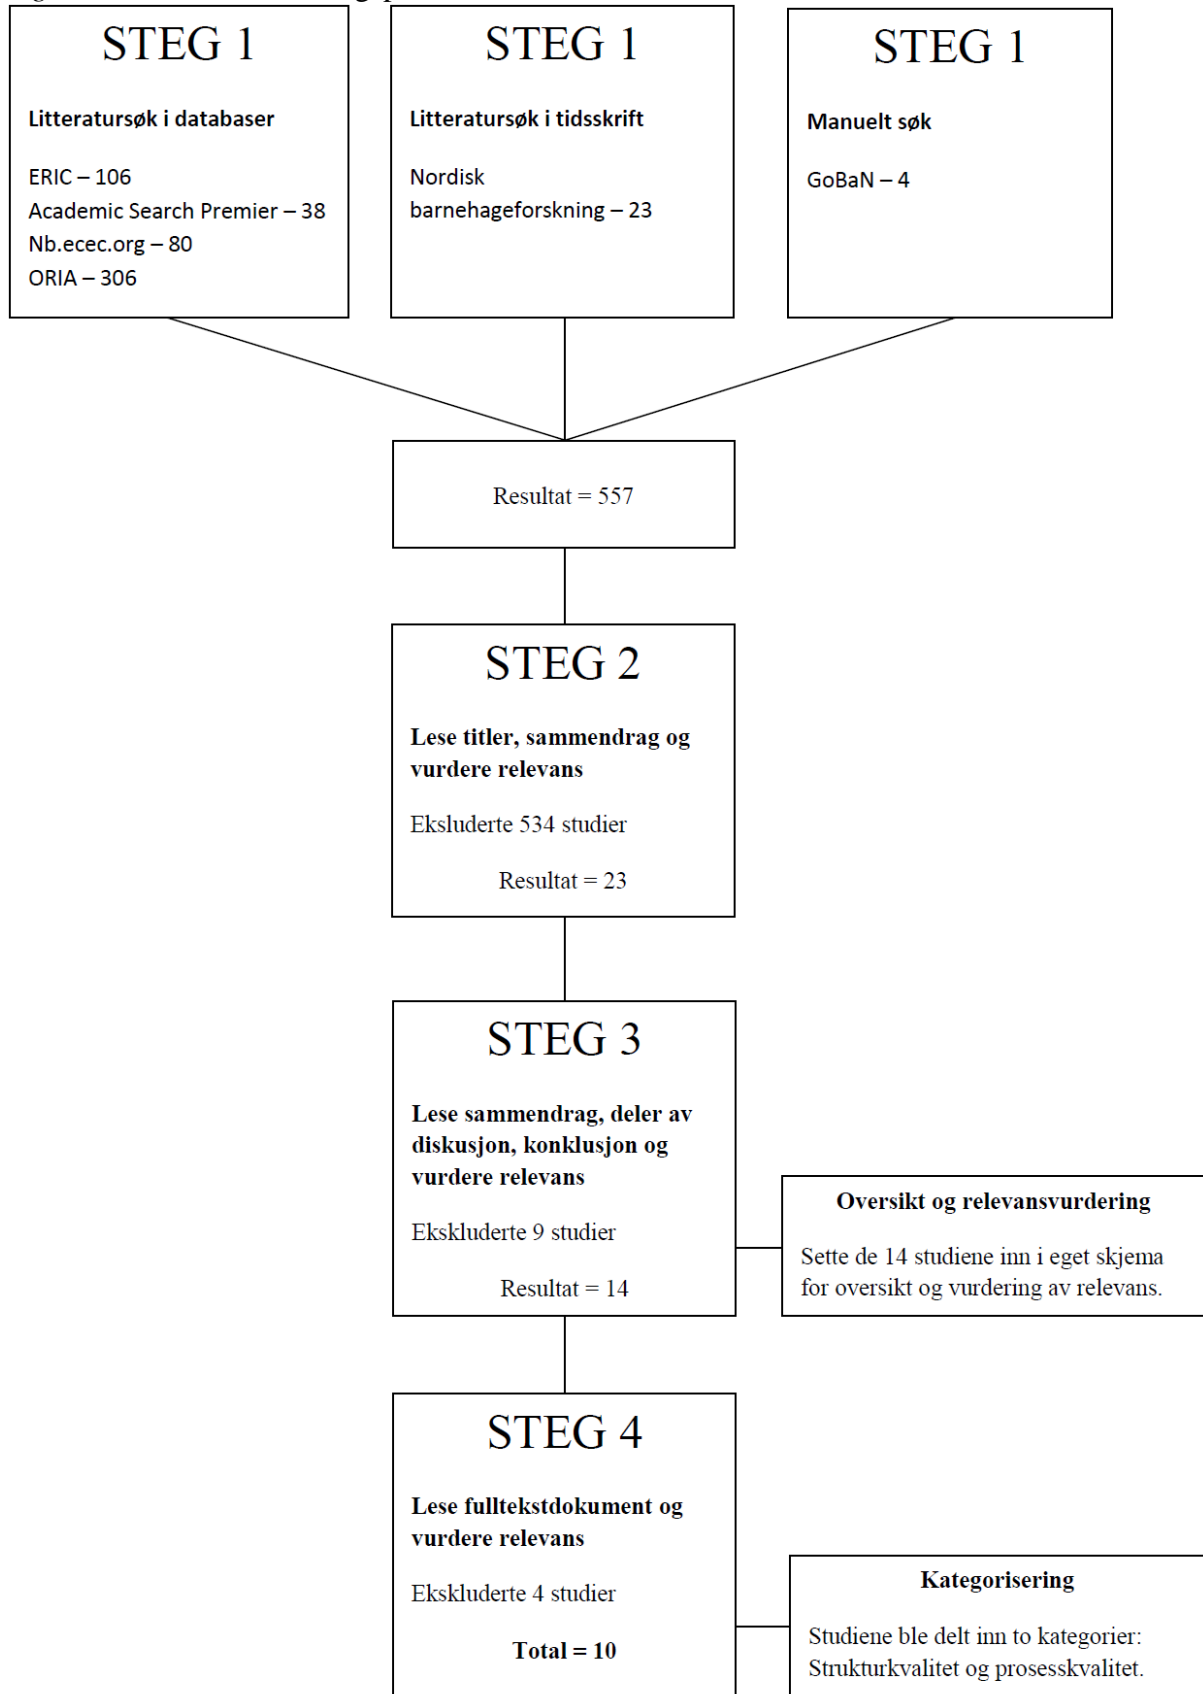 STEG 1
Litteratursøk i databaser
ERIC – 106
Academic Search Premier – 38
Nb.ecec.org – 80
ORIA – 306
STEG 1
Litteratursøk i tidsskrift
Nordisk
barnehageforskning – 23
STEG 1
Manuelt søk
GoBaN – 4
Resultat = 557
STEG 2
Lese titler, sammendrag og
vurdere relevans
Eksluderte 534 studier
Resultat = 23
STEG 3
Lese sammendrag, deler av
diskusjon, konklusjon og
vurdere relevans
Ekskluderte 9 studier
Resultat = 14
Oversikt og relevansvurdering
Sette de 14 studiene inn i eget skjema
for oversikt og vurdering av relevans.
STEG 4
Lese fulltekstdokument og
vurdere relevans
Ekskluderte 4 studier
Total = 10
Kategorisering
Studiene ble delt inn to kategorier:
Strukturkvalitet og prosesskvalitet.